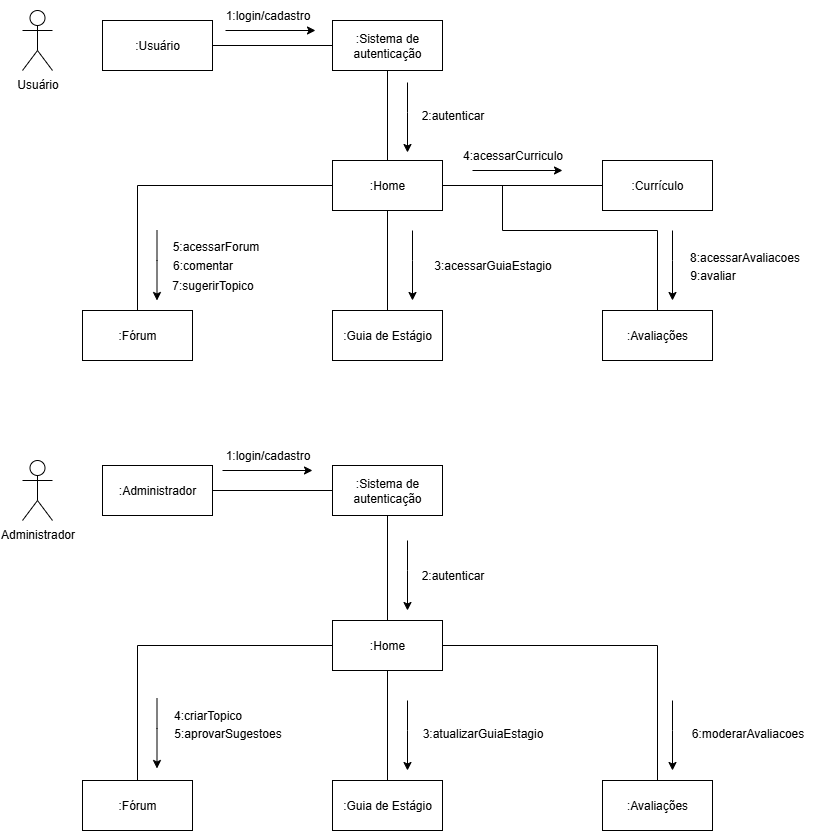 1:login/cadastro
:Usuário
:Sistema de
autenticação
Usuário
2:autenticar
4:acessarCurriculo
:Home
:Currículo
5:acessarForum
6:comentar
7:sugerirTopico
3:acessarGuiaEstagio
8:acessarAvaliacoes
9:avaliar
:Fórum
:Guia de Estágio
:Avaliações
1:login/cadastro
:Administrador
:Sistema de
autenticação
Administrador
2:autenticar
:Home
4:criarTopico
5:aprovarSugestoes
3:atualizarGuiaEstagio
6:moderarAvaliacoes
:Fórum
:Guia de Estágio
:Avaliações